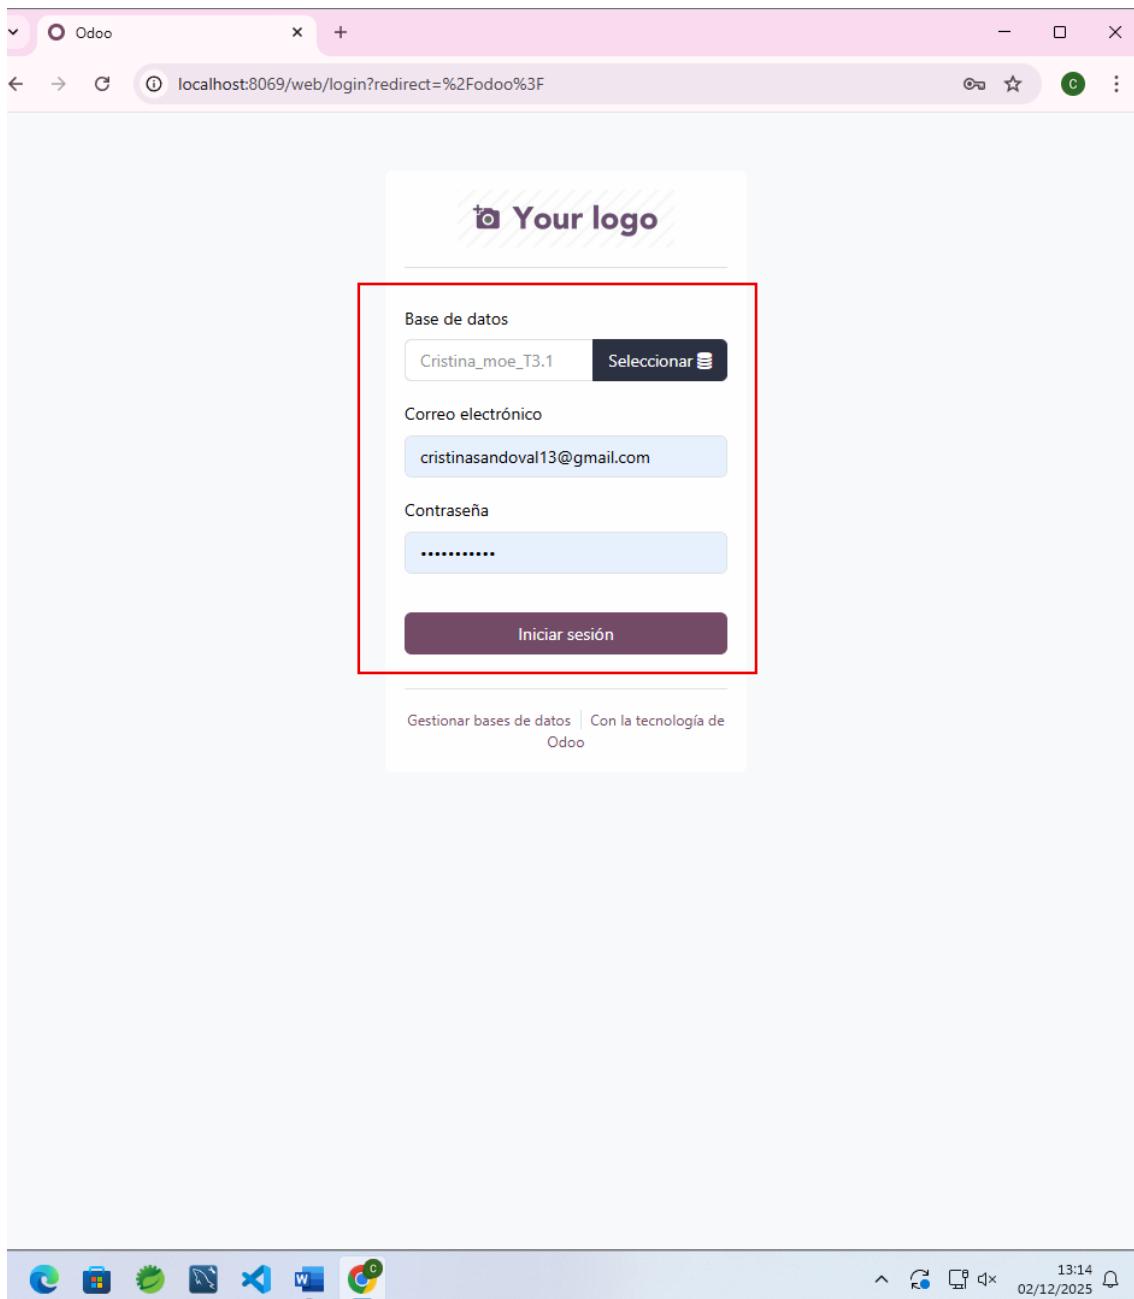 Odoo
localhost:8069/web/login?redirect=%2Fodoo%3F
C
Your logo
Base de datos
Cristina_moe_T3.1 Seleccionar
Correo electrónico
cristinasandoval13@gmail.com
Contraseña
•••••••••••
Iniciar sesión
Gestionar bases de datos Con la tecnología de
Odoo
W C
13:14
02/12/2025